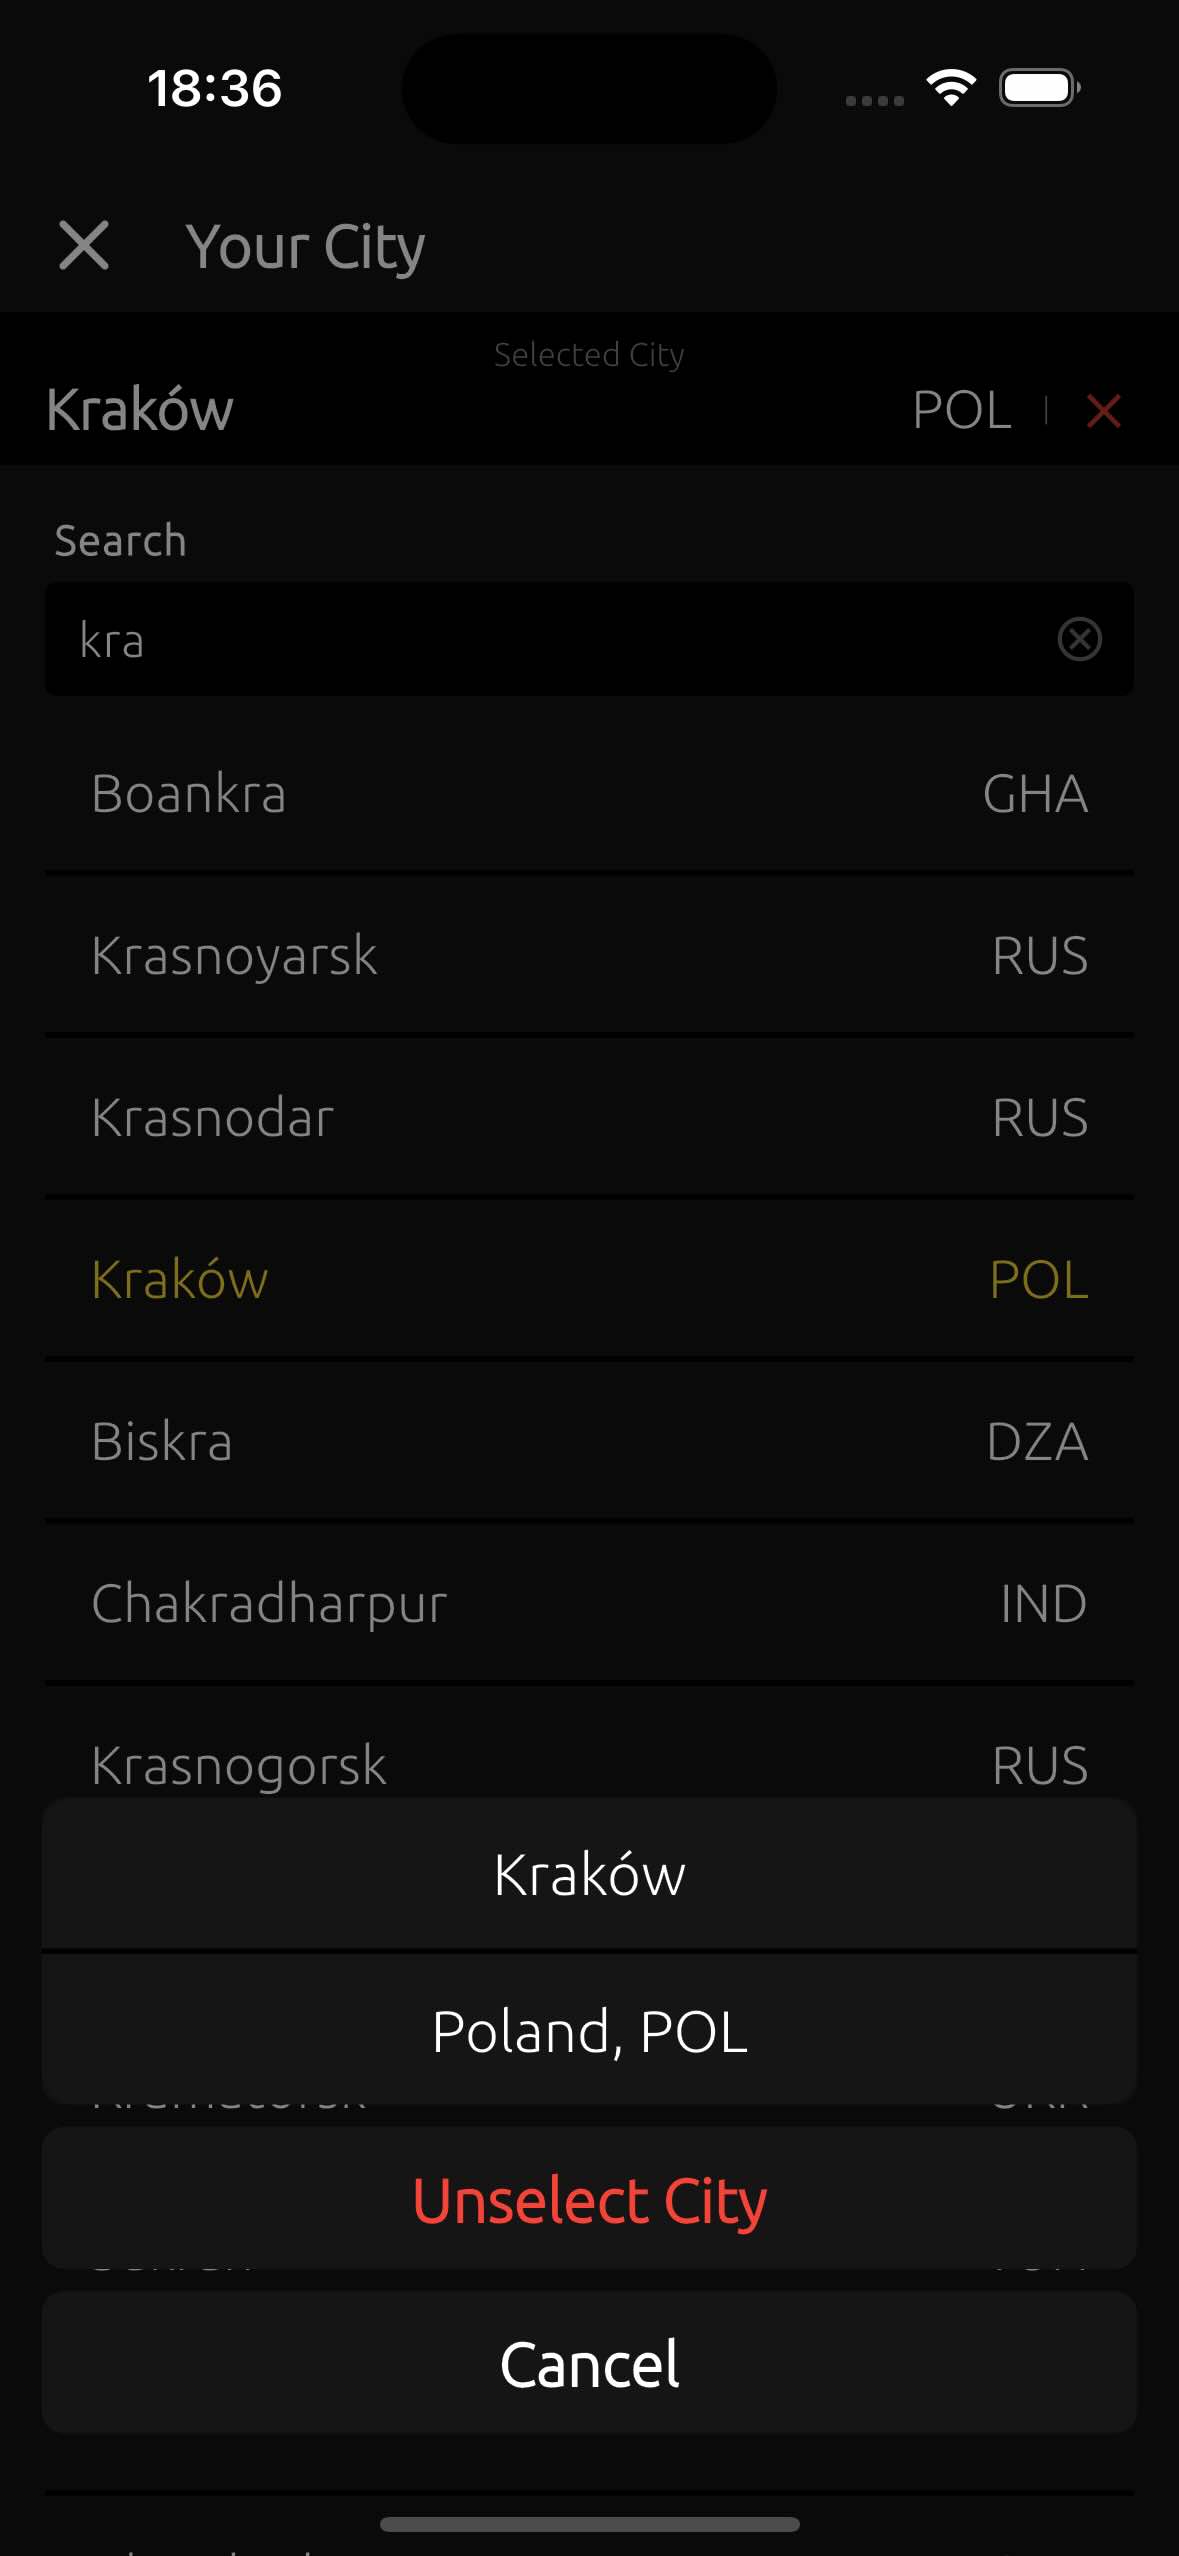 18:36
Your City
Selected City
Kraków POL
Search
kra
Boankra GHA
Krasnoyarsk RUS
Krasnodar RUS
Kraków POL
Biskra DZA
Chakradharpur IND
Krasnogorsk RUS
Kraków
Poland, POL
Unselect City
Cancel